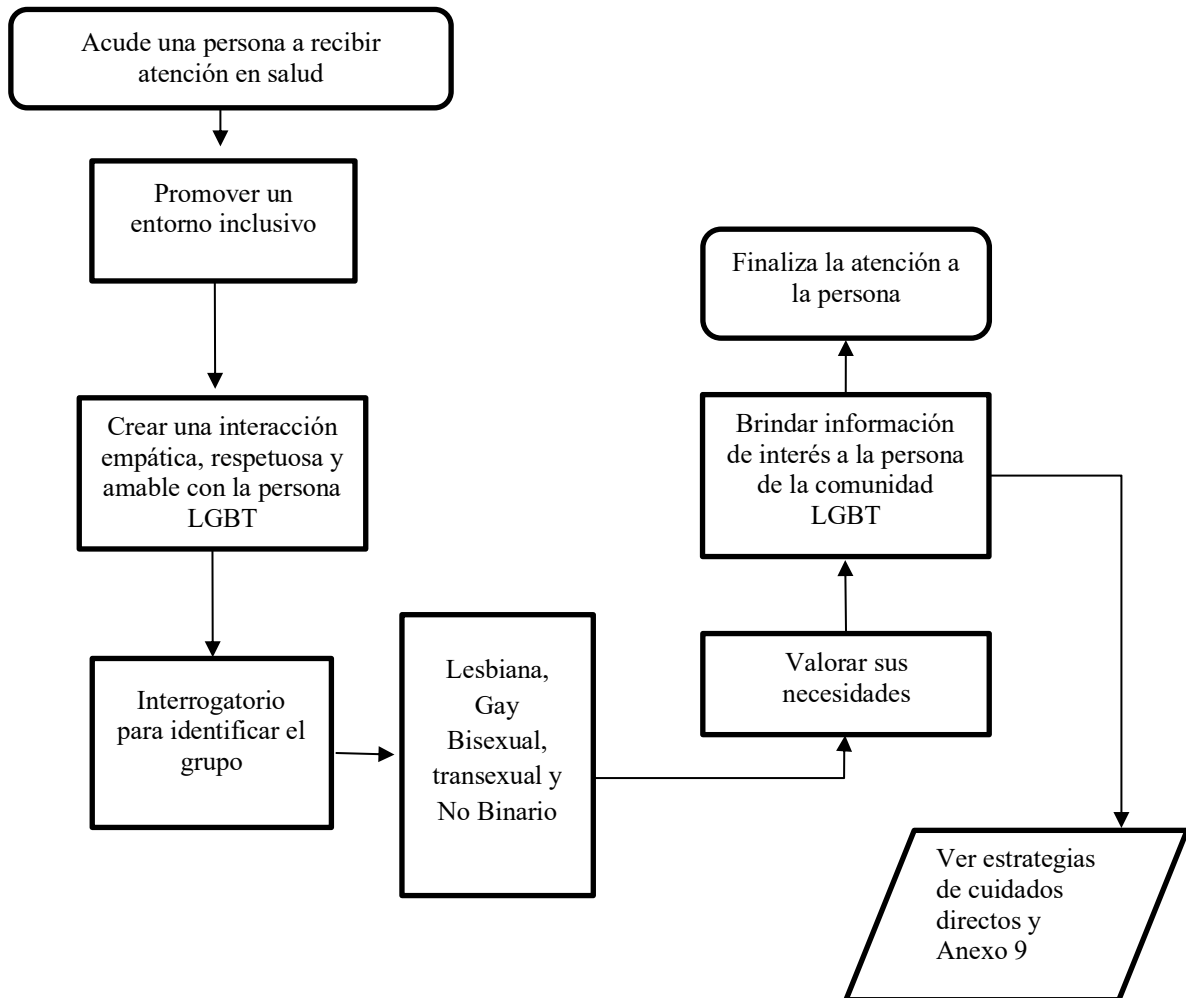 Acude una persona a recibir
atención en salud
Promover un
entorno inclusivo
Crear una interacción
empática, respetuosa y
amable con la persona
LGBT
Interrogatorio
para identificar el
grupo
Lesbiana,
Gay
Bisexual,
transexual y
No Binario
Valorar sus
necesidades
Brindar información
de interés a la persona
de la comunidad
LGBT
Finaliza la atención a
la persona
Ver estrategias
de cuidados
directos y
Anexo 9